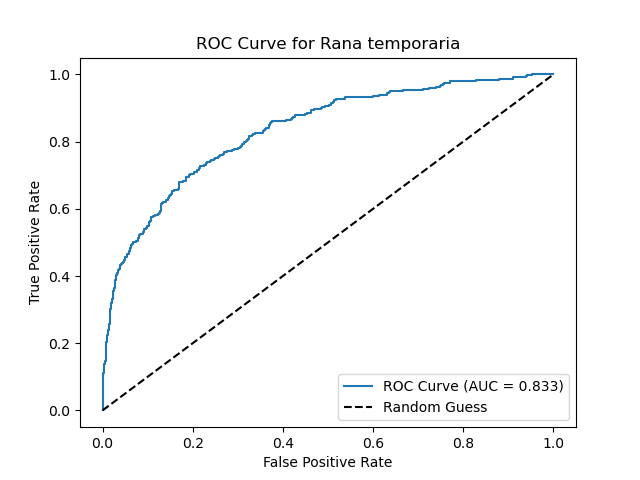 ROC Curve for Rana temporaria
True Positive Rate
1.0
0.8
0.6
0.4
0.2
0.0
ROC Curve (AUC = 0.833)
Random Guess
0.0 0.2 0.4 0.6 0.8 1.0
False Positive Rate